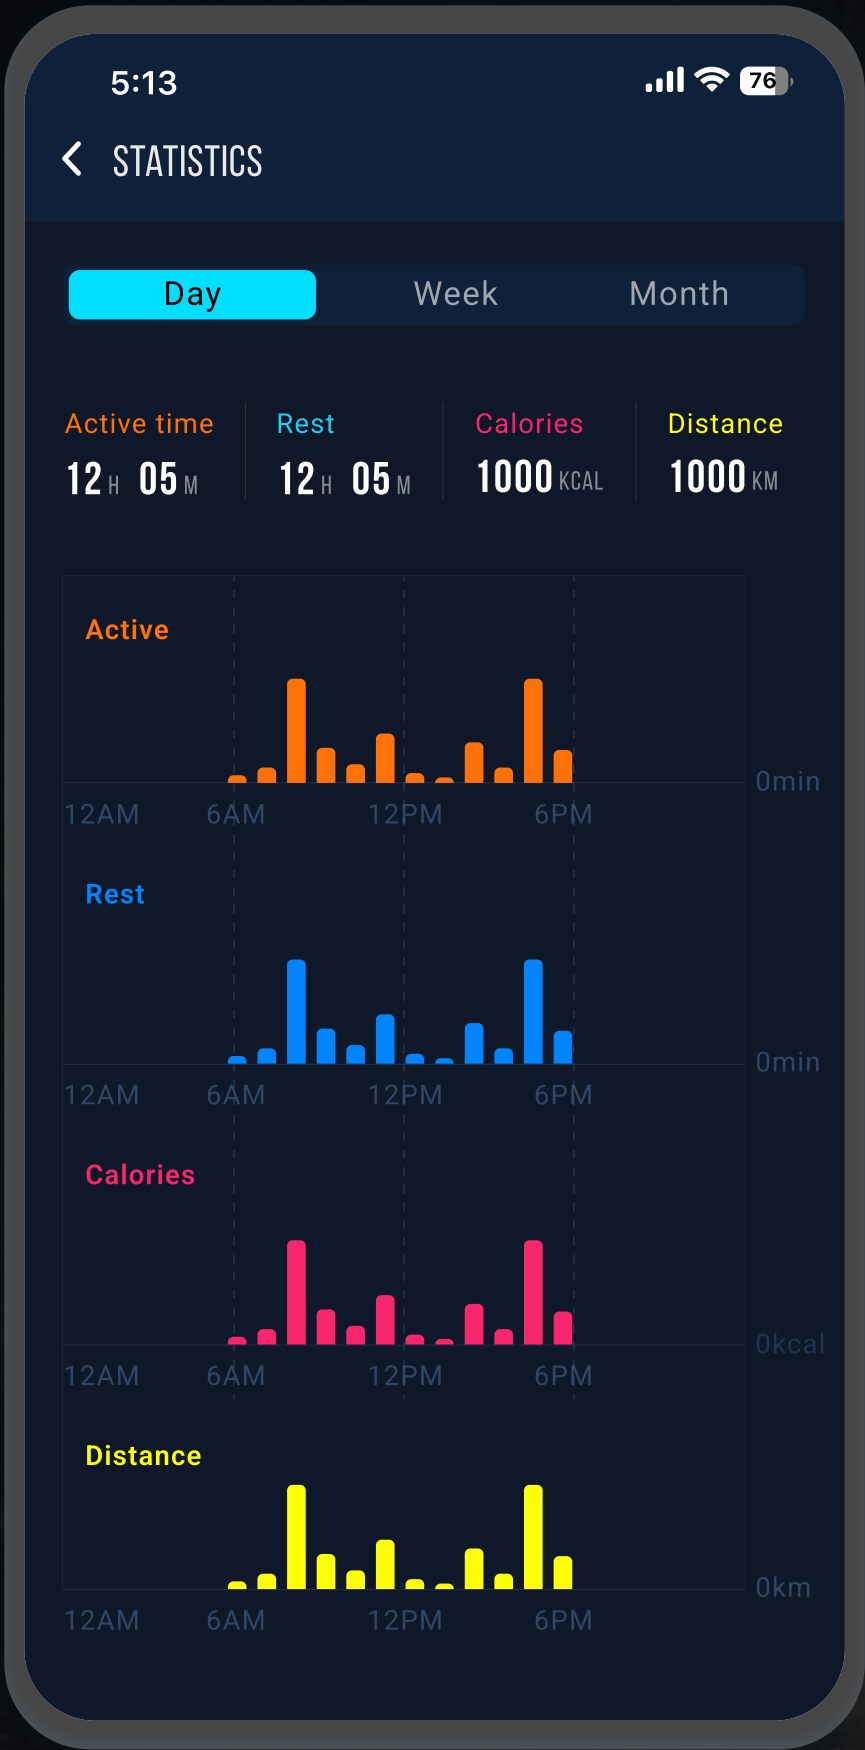 5:13
76
STATISTICS
Day Week Month
Active time Rest Calories Distance
12 H 05 M 12 H 05 M 1000 KCAL 1000 KM
Active
0min
12AM 6AM 12PM 6PM
Rest
0min
12AM 6AM 12PM 6PM
Calories
0kcal
12AM 6AM 12PM 6PM
Distance
0km
12AM 6AM 12PM 6PM